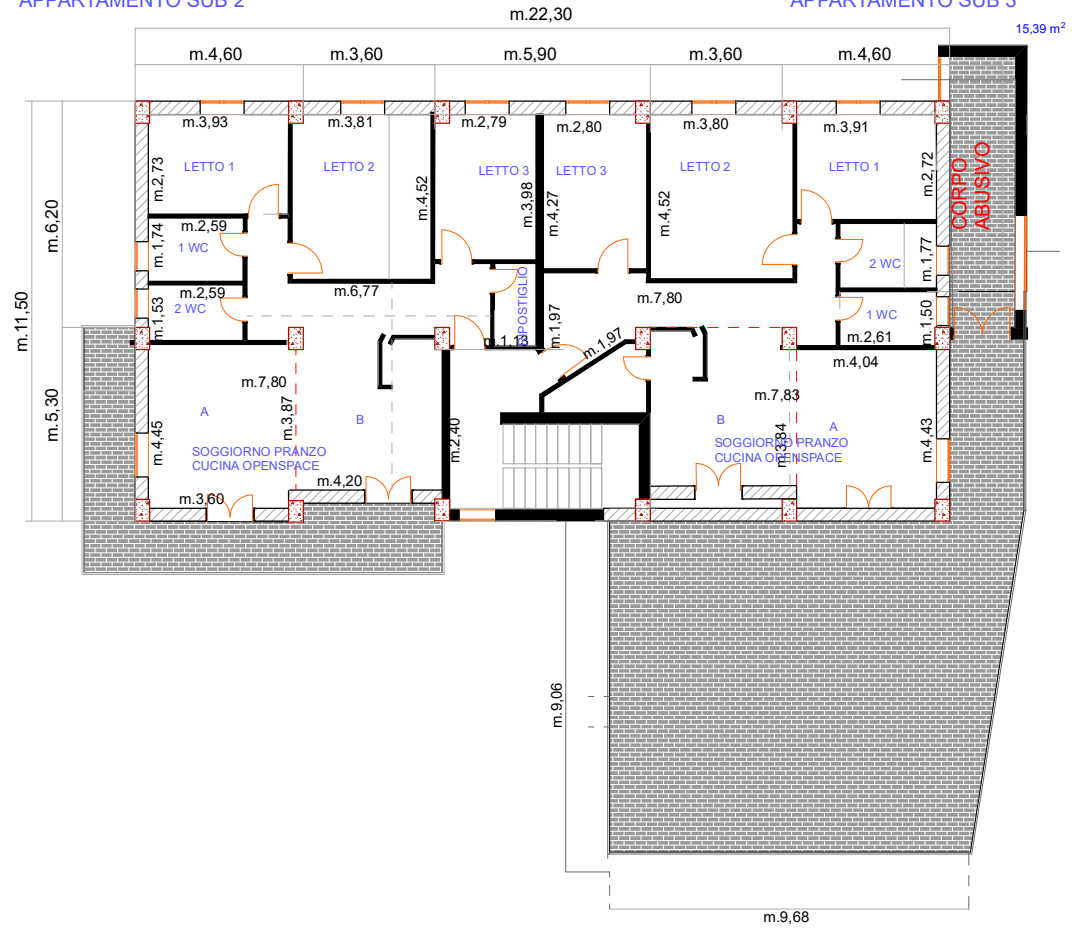 APPARTAMENTO SUB 2
APPARTAMENTO SUB 3
m.22,30
15,39 m²
m.4,60
m.3,60
m.5,90
m.3,60
m.4,60
m.3,93
m.3,81
m.2,79
m.2,80
m.3,80
m.3,91
LETTO 1
LETTO 2
LETTO 3
LETTO 3
LETTO 2
LETTO 1
m.2,73
m.4,52
m.3,98
m.4,27
m.4,52
m.2,72
CORPO
ABUSIVO
m.6,20
m.11,50
m.5,30
m.2,59
m.1,74
1 WC
m.2,59
m.1,53
2 WC
m.6,77
RIPOSTIGLIO
m.1,13
m.1,97
m.1,97
m.7,80
2 WC
m.1,77
1 WC
m.1,50
m.2,61
m.4,04
m.7,80
A
m.3,87
B
m.4,45
SOGGIORNO PRANZO
CUCINA OPENSPACE
m.3,60
m.4,20
m.2,40
m.7,83
B
m.3,84
A
SOGGIORNO PRANZO
CUCINA OPENSPACE
m.4,43
m.9,06
m.9,68